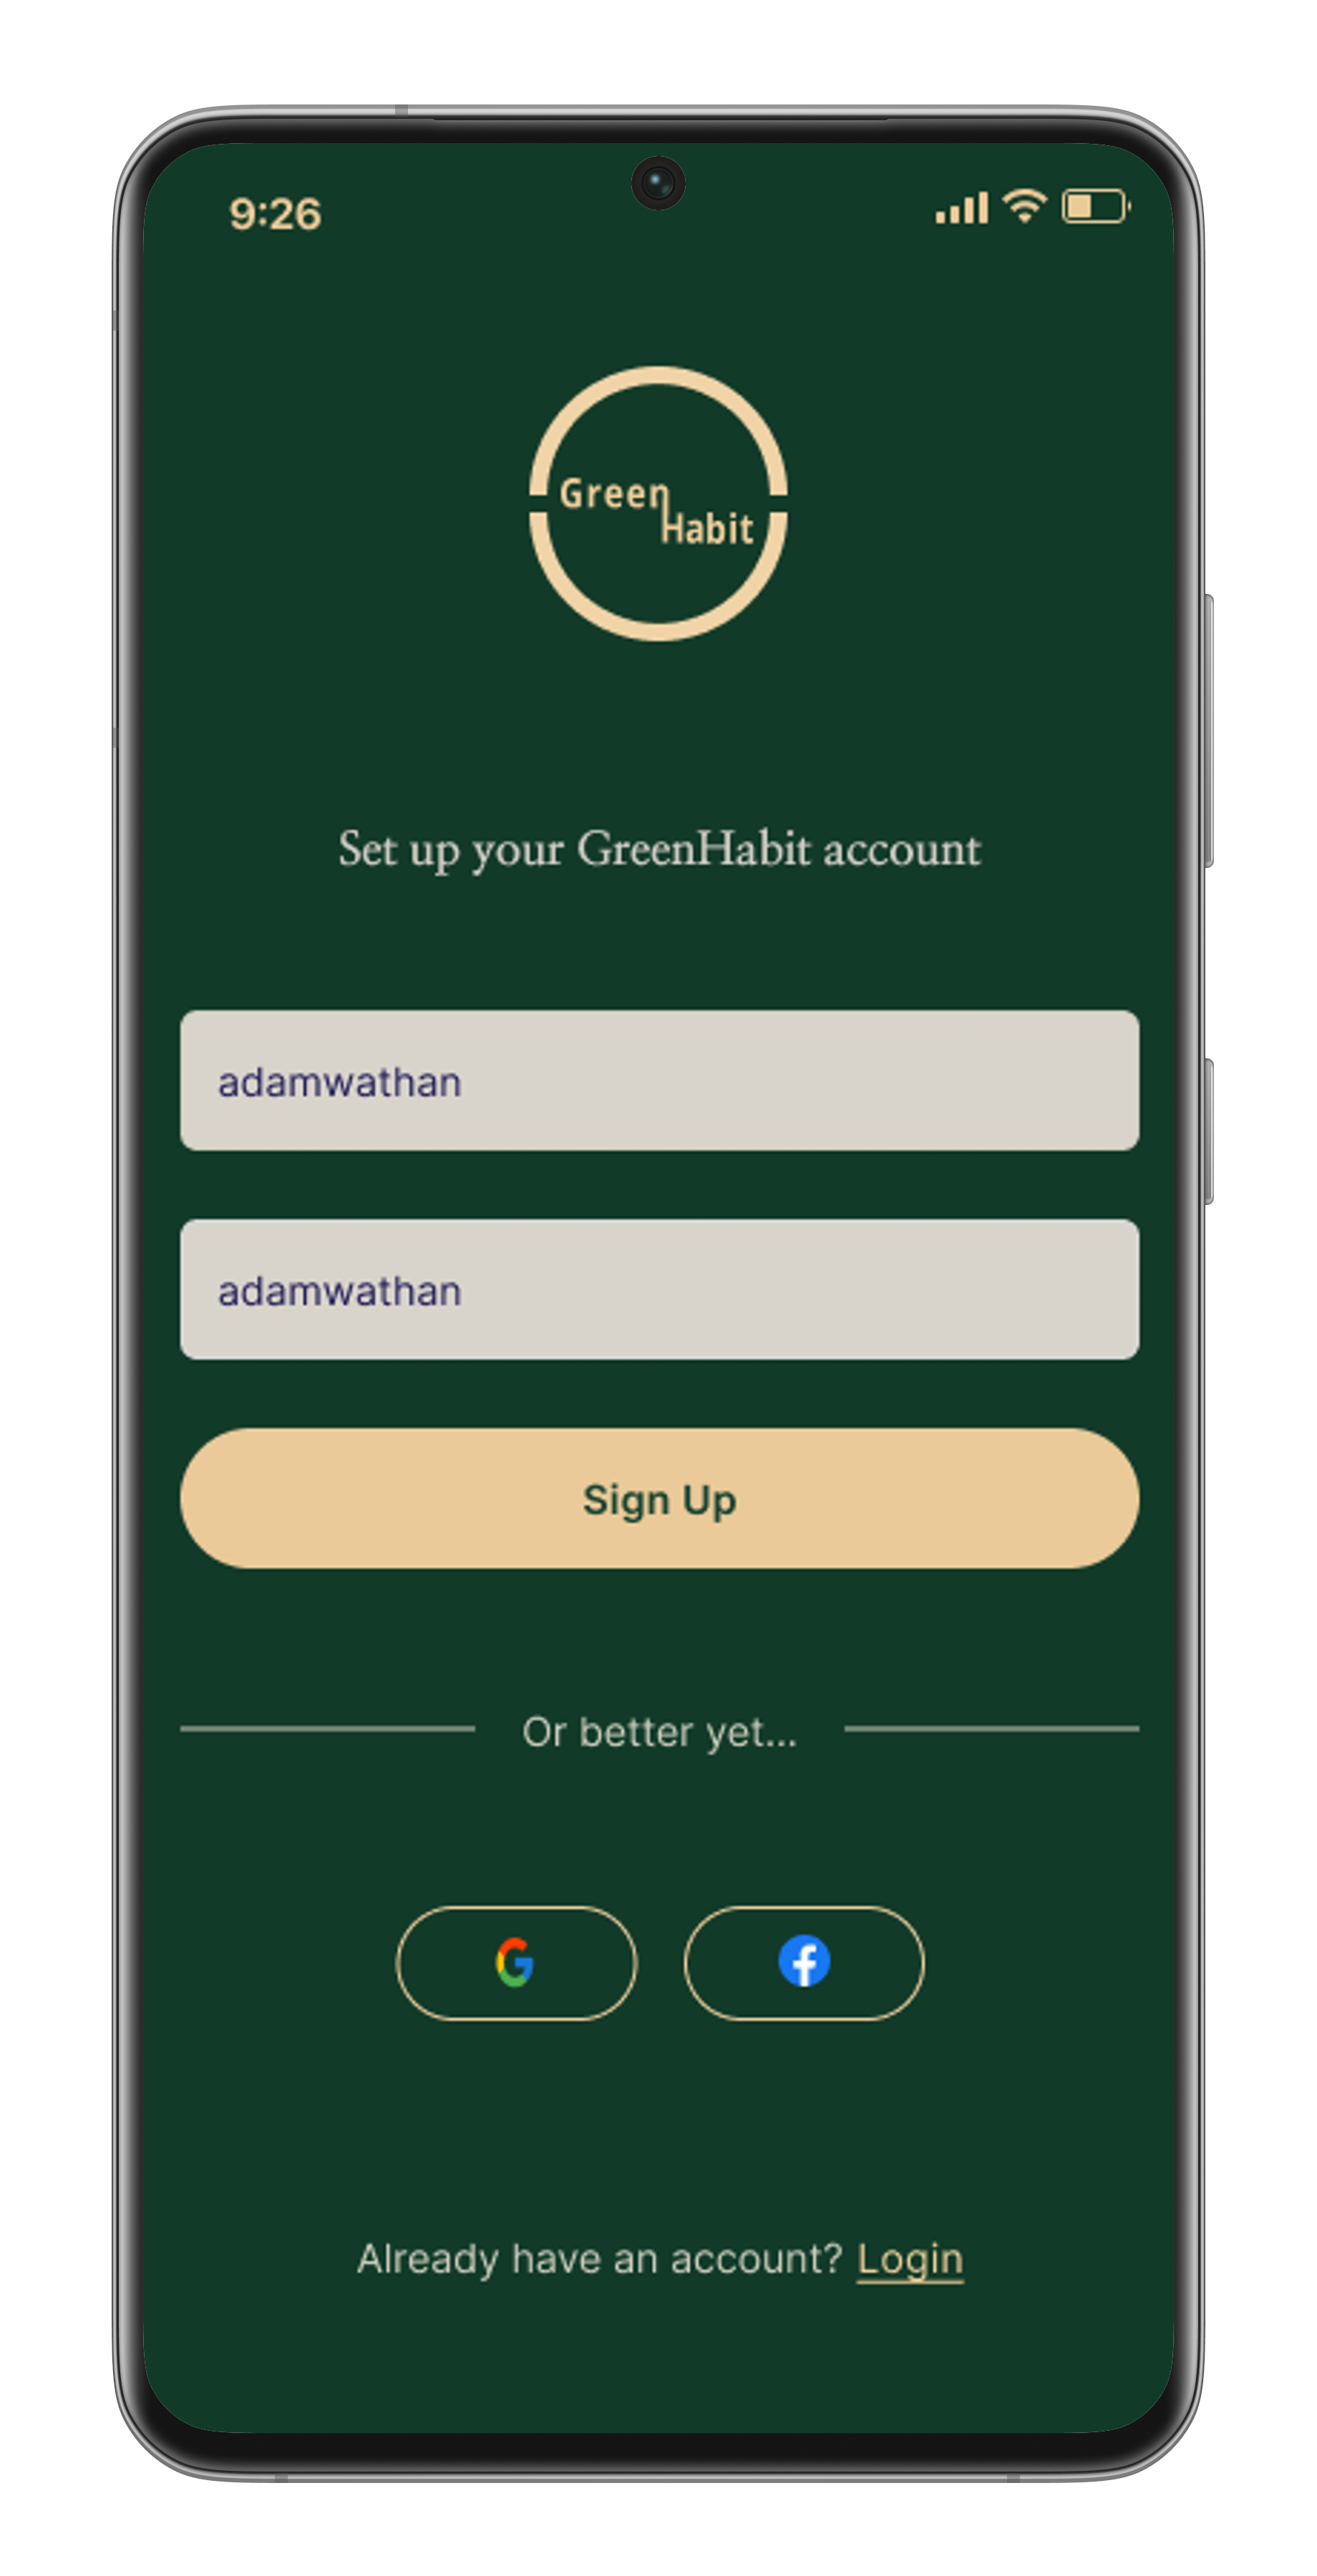 9:26
Green
Habit
Set up your GreenHabit account
adamwathan
adamwathan
Sign Up
Or better yet...
Already have an account? Login